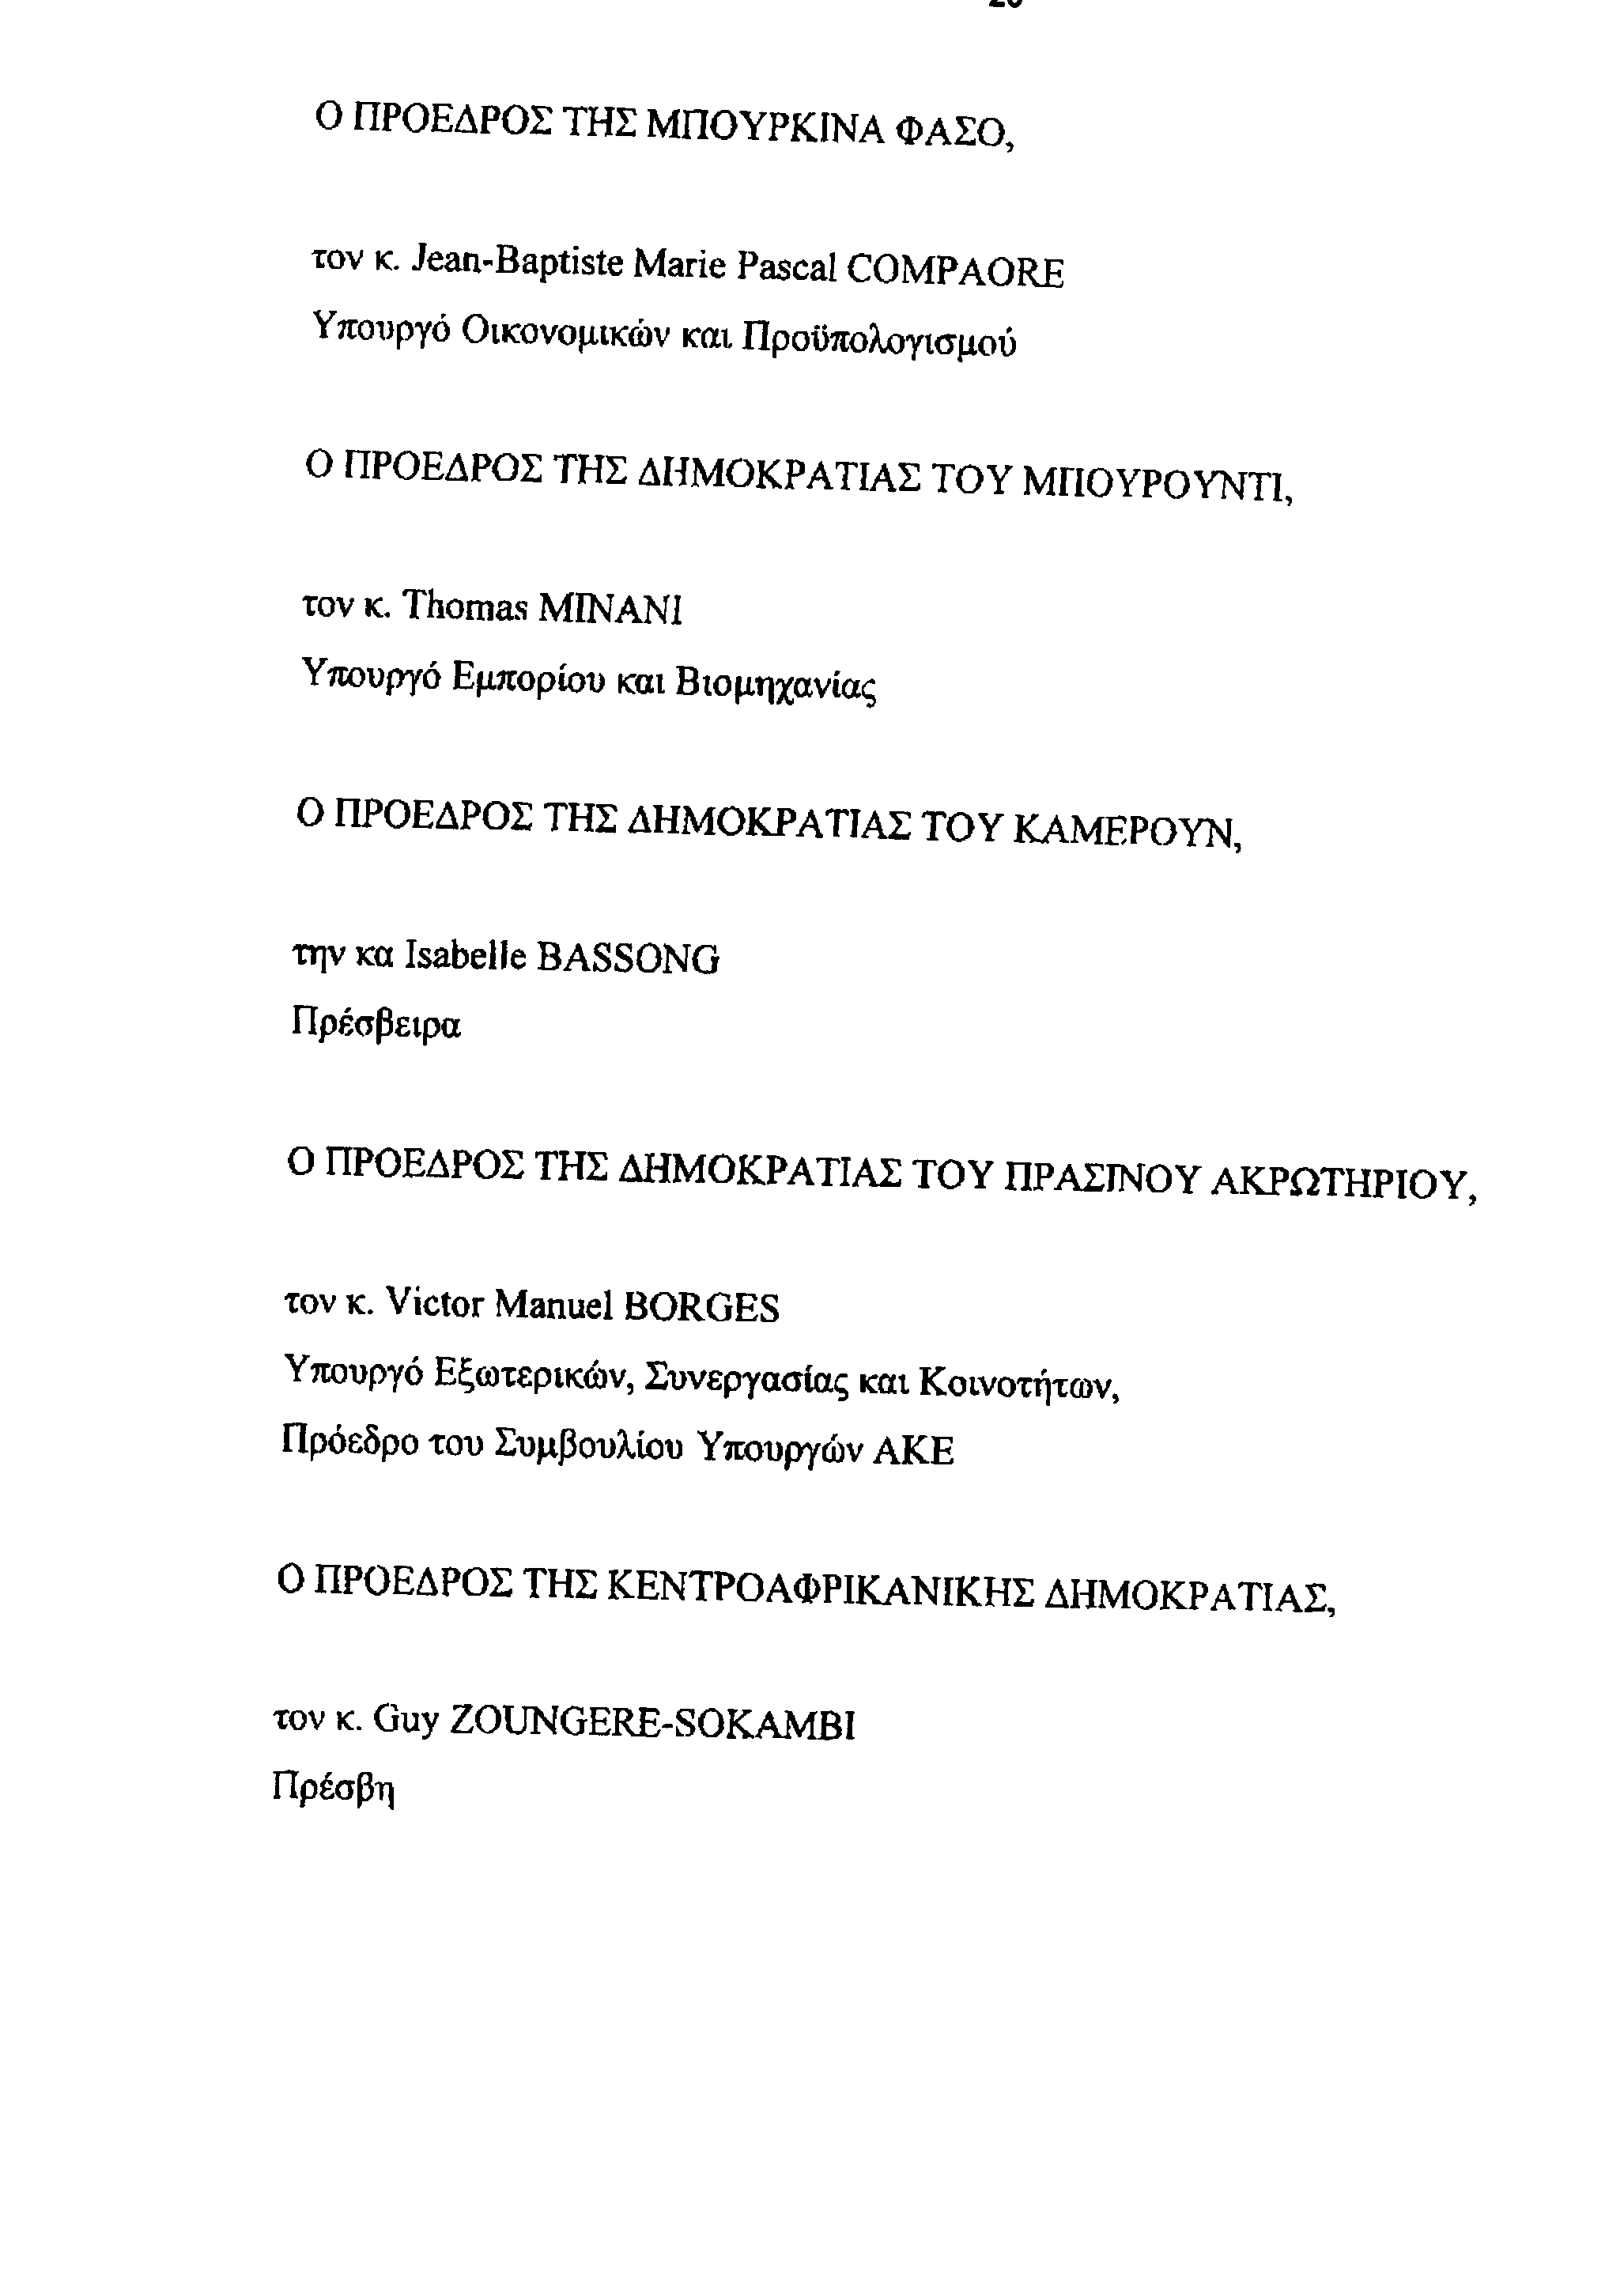 Ο ΠΡΟΕΔΡΟΣ ΤΗΣ ΜΠΟΥΡΚΙΝΑ ΦΑΣΟ,
τον κ. Jean-Baptiste Marie Pascal COMPAORE
Υπουργό Οικονομικών και Προϋπολογισμού
Ο ΠΡΟΕΔΡΟΣ ΤΗΣ ΔΗΜΟΚΡΑΤΙΑΣ ΤΟΥ ΜΠΟΥΡΟΥΝΤΙ,
τον κ. Thomas MINANI
Υπουργό Εμπορίου και Βιομηχανίας
Ο ΠΡΟΕΔΡΟΣ ΤΗΣ ΔΗΜΟΚΡΑΤΙΑΣ ΤΟΥ ΚΑΜΕΡΟΥΝ,
την κα Isabelle BASSONG
Πρέσβειρα
Ο ΠΡΟΕΔΡΟΣ ΤΗΣ ΔΗΜΟΚΡΑΤΙΑΣ ΤΟΥ ΠΡΑΣΙΝΟΥ ΑΚΡΩΤΗΡΙΟΥ,
τον κ. Victor Manuel BORGES
Υπουργό Εξωτερικών, Συνεργασίας και Κοινοτήτων,
Πρόεδρο του Συμβουλίου Υπουργών ΑΚΕ
Ο ΠΡΟΕΔΡΟΣ ΤΗΣ ΚΕΝΤΡΟΑΦΡΙΚΑΝΙΚΗΣ ΔΗΜΟΚΡΑΤΙΑΣ,
τον κ. Guy ZOUNGERE-SOKAMBI
Πρέσβη